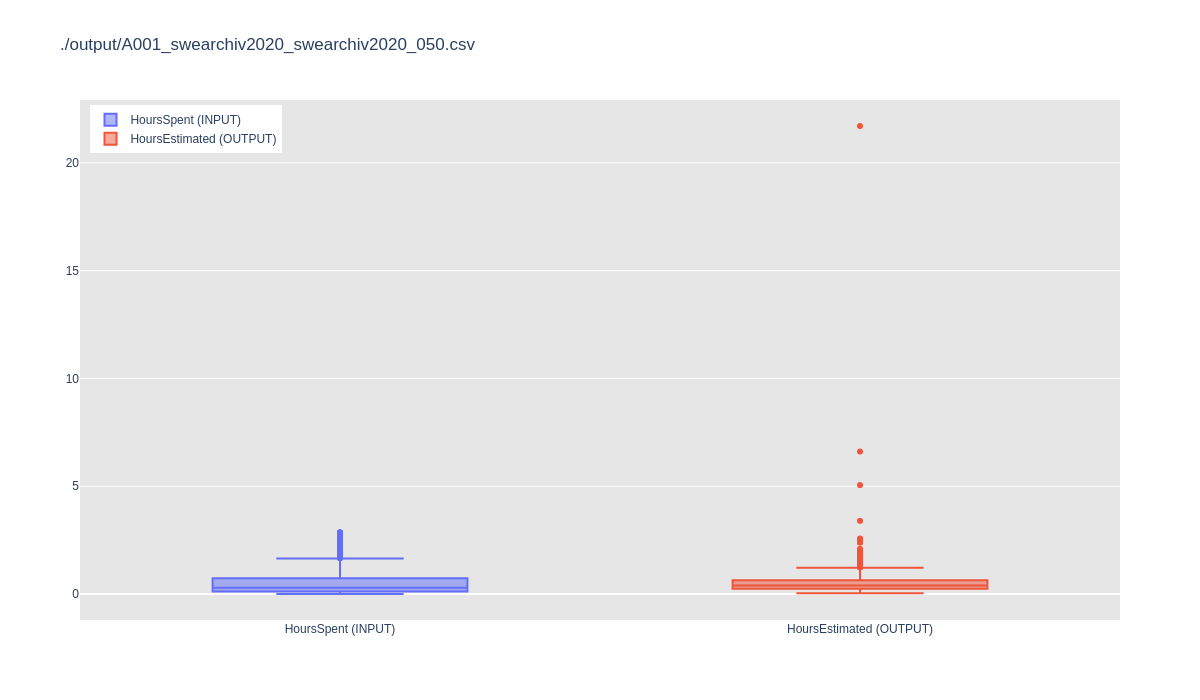 ./output/A001_swearchiv2020_swearchiv2020_050.csv
HoursSpent (INPUT)
HoursEstimated (OUTPUT)
20
15
10
5
0
HoursSpent (INPUT)
HoursEstimated (OUTPUT)